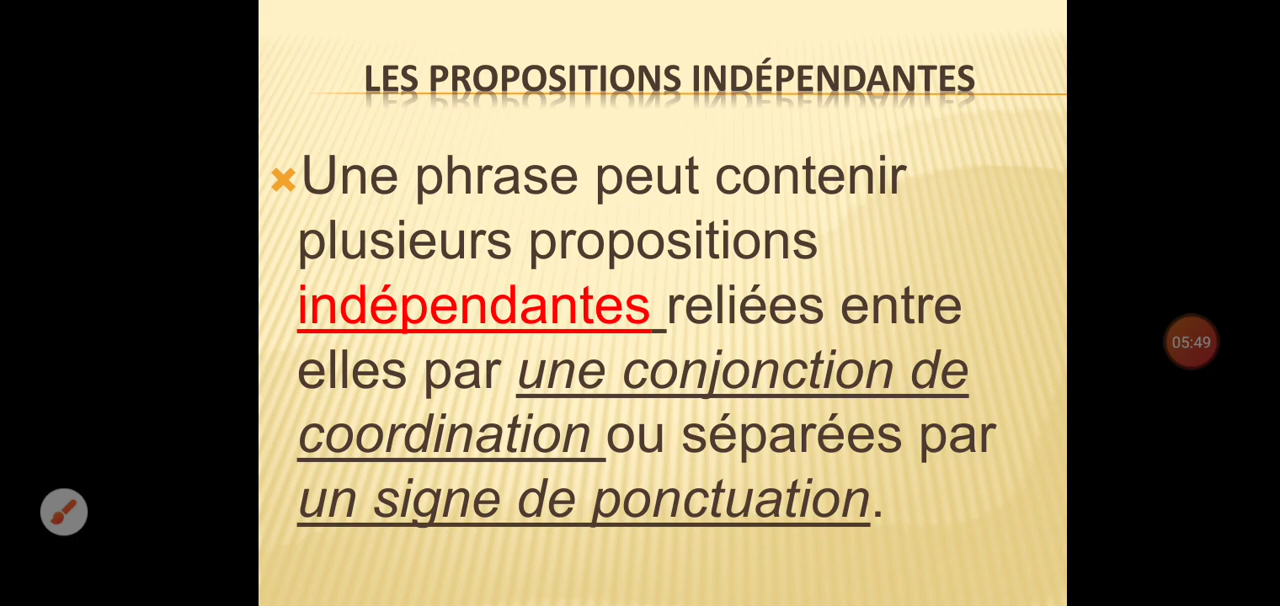 LES PROPOSITIONS INDÉPENDANTES
Une phrase peut contenir
plusieurs propositions
indépendantes reliées entre
elles par une conjonction de
coordination ou séparées par
un signe de ponctuation.
05:49